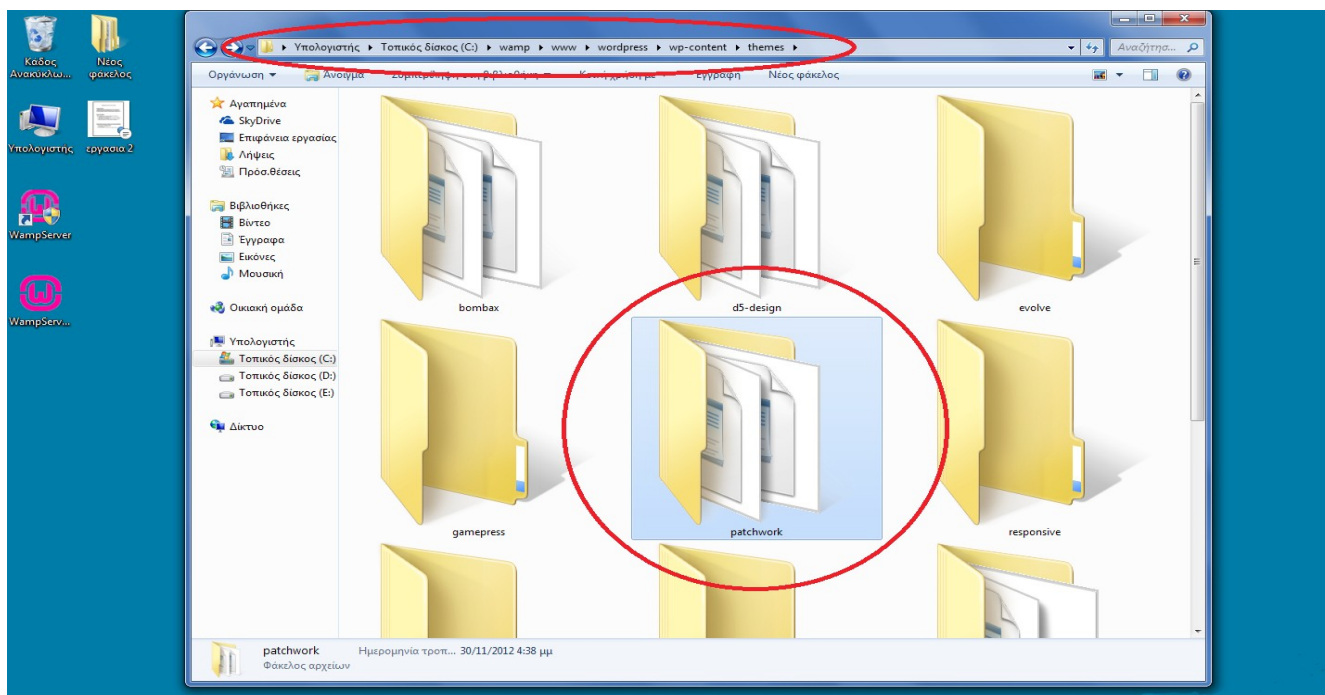 Κάδος
Ανακύκλω...
Νέος
φακελος
Υπολογιστής
εργασια 2
WampServer
WampServ...
Υπολογιστής ▸ Τοπικός δίσκος (C:) ▸ wamp ▸ www ▸ wordpress ▸ wp-content ▸ themes ▸
Αναζήτησ...
Οργάνωση
Άνοιγμα
Εγγραφή
Νέος φάκελος
Αγαπημένα
SkyDrive
Επιφάνεια εργασίας
Λήψεις
Πρόσ.θέσεις
Βιβλιοθήκες
Βίντεο
Έγγραφα
Εικόνες
Μουσική
Οικιακή ομάδα
Υπολογιστής
Τοπικός δίσκος (C:)
Τοπικός δίσκος (D:)
Τοπικός δίσκος (E:)
Δίκτυο
bombax
d5-design
evolve
gamepress
patchwork
responsive
patchwork Ημερομηνία τροπ... 30/11/2012 4:38 μμ
Φάκελος αρχείων